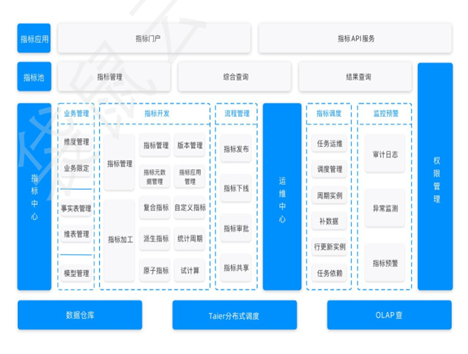 指标应用
指标门户
指标API服务
指标池
指标管理
综合查询
结果查询
权限管理
指标中心
业务管理
维度管理
业务限定
事实表管理
维表管理
模型管理
指标开发
指标管理
指标管理
版本管理
指标元数据管理
指标应用管理
指标加工
复合指标
自定义指标
派生指标
统计周期
原子指标
试计算
流程管理
指标发布
指标下线
指标审批
指标共享
运维中心
指标调度
任务运维
调度管理
周期实例
补数据
行更新实例
任务依赖
监控预警
审计日志
异常监测
指标预警
数据仓库
Taier分布式调度
OLAP查
袋鼠云